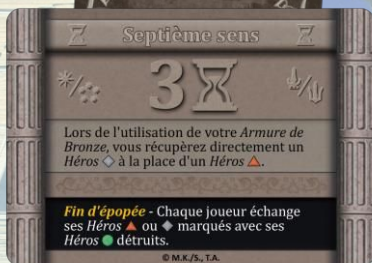 Septième sens
3
Lors de l'utilisation de votre Armure de
Bronze, vous récupèrez directement un
Héros à la place d'un Héros .
Fin d'épopée - Chaque joueur échange
ses Héros ou marqués avec ses
Héros détruits.
© M.K./S., T.A.